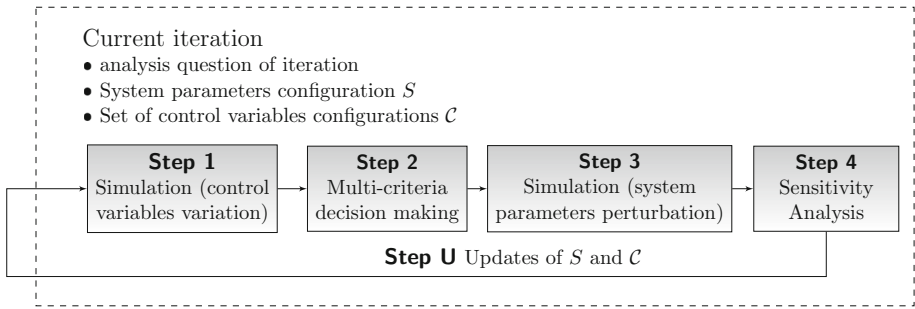 Current iteration
• analysis question of iteration
• System parameters configuration S
• Set of control variables configurations 𝒞
Step 1
Simulation (control
variables variation)
Step 2
Multi-criteria
decision making
Step 3
Simulation (system
parameters perturbation)
Step 4
Sensitivity
Analysis
Step U Updates of S and 𝒞